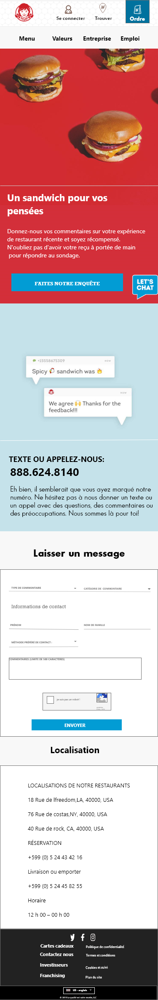 Se connecter
Trouver
Ordre
Menu
Valeurs
Entreprise
Emploi
Un sandwich pour vos
pensées
Donnez-nous vos commentaires sur votre expérience
de restaurant récente et soyez récompensé.
N'oubliez pas d'avoir votre reçu à portée de main
pour répondre au sondage.
FAITES NOTRE ENQUÊTE
LET'S
CHAT
+15558675309
NOW
Spicy sandwich was
NOW
We agree Thanks for the
feedback!!!
TEXTE OU APPELEZ-NOUS:
888.624.8140
Eh bien, il semblerait que vous ayez marqué notre
numéro. Ne hésitez pas à nous donner un texte ou
un appel avec des questions, des commentaires ou
des préoccupations. Nous sommes là pour toi!
Laisser un message
TYPE DE COMMONTAIRE
CATÉGORIE DE COMMONTAIRE
Informations de contact
PRÉNOM
NOM DE FAMILLE
MÉTHODE PRÉFÉRÉ DE CONTACT :
COMMENTAIRES (LIMITE DE 500 CARACTÈRES)
je suis pas un robot !
ENVOYER
Localisation
LOCALISATIONS DE NOTRE RESTAURANTS
18 Rue de lfreedom,LA, 40000, USA
76 Rue de costas,NY, 40000, USA
40 Rue de rock, CA, 40000, USA
RÉSERVATION
+599 (0) 5 24 43 42 16
Livraison ou emporter
+599 (0) 5 24 45 82 55
Horaire
12 h 00 – 00 h 00
Cartes cadeaux
Politique de confidentialité
Contactez nous
Termes et conditions
Investisseurs
Cookies et suivi
Franchising
Plan du site
US - anglais
© 2019 La qualité est notre recette, LLC